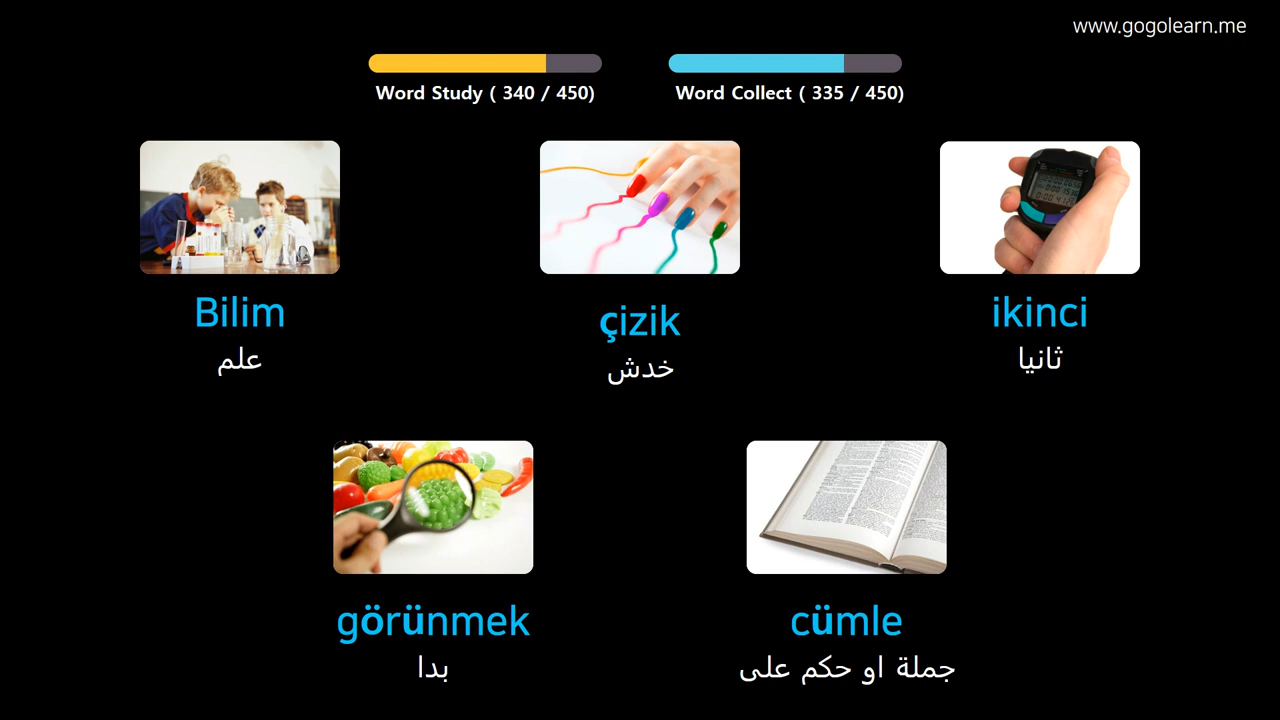 www.gogolearn.me
Word Study ( 340 / 450)
Word Collect ( 335 / 450)
Bilim
علم
çizik
خدش
ikinci
ثانيا
görünmek
بدا
cümle
جملة او حكم على